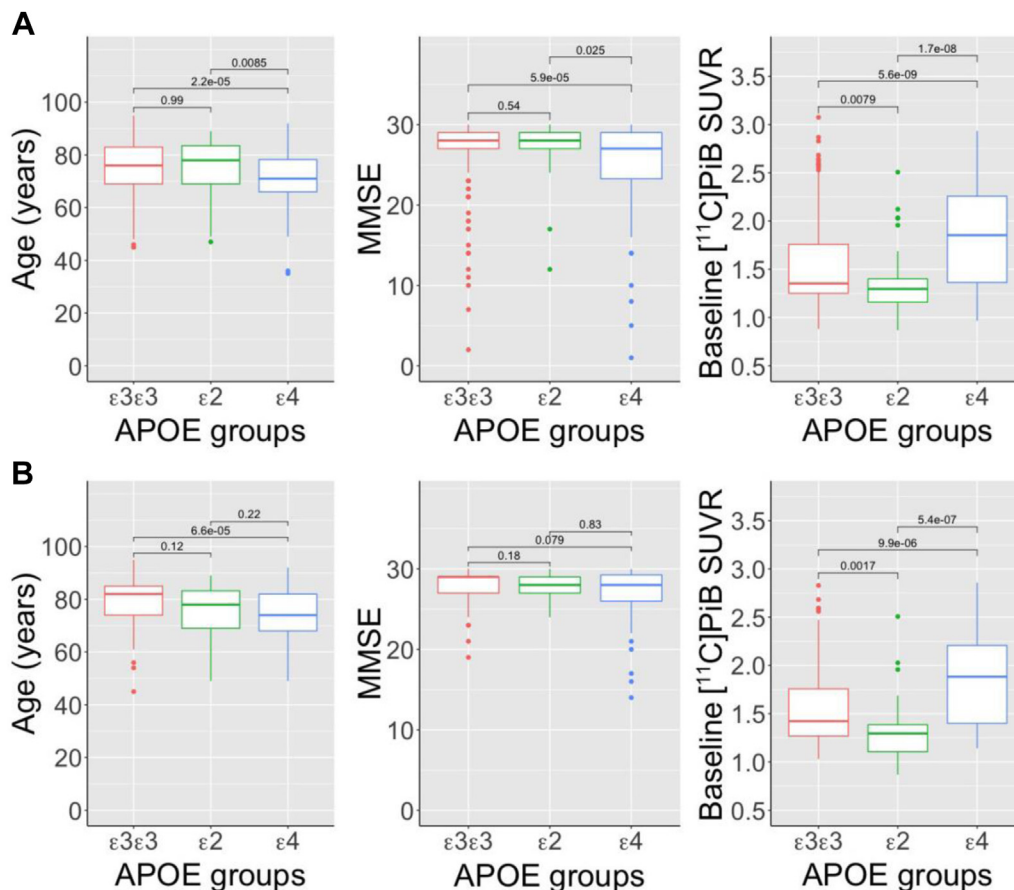 A
Age (years)
100
80
60
40
20
0
0.0085
2.2e-05
0.99
ε3ε3 ε2 ε4
APOE groups
MMSE
30
20
10
0
0.025
5.9e-05
0.54
ε3ε3 ε2 ε4
APOE groups
Baseline [¹¹C]PiB SUVR
3.5
3.0
2.5
2.0
1.5
1.0
0.5
1.7e-08
5.6e-09
0.0079
ε3ε3 ε2 ε4
APOE groups
B
Age (years)
100
80
60
40
20
0
0.22
6.6e-05
0.12
ε3ε3 ε2 ε4
APOE groups
MMSE
30
20
10
0
0.83
0.079
0.18
ε3ε3 ε2 ε4
APOE groups
Baseline [¹¹C]PiB SUVR
3.5
3.0
2.5
2.0
1.5
1.0
0.5
5.4e-07
9.9e-06
0.0017
ε3ε3 ε2 ε4
APOE groups